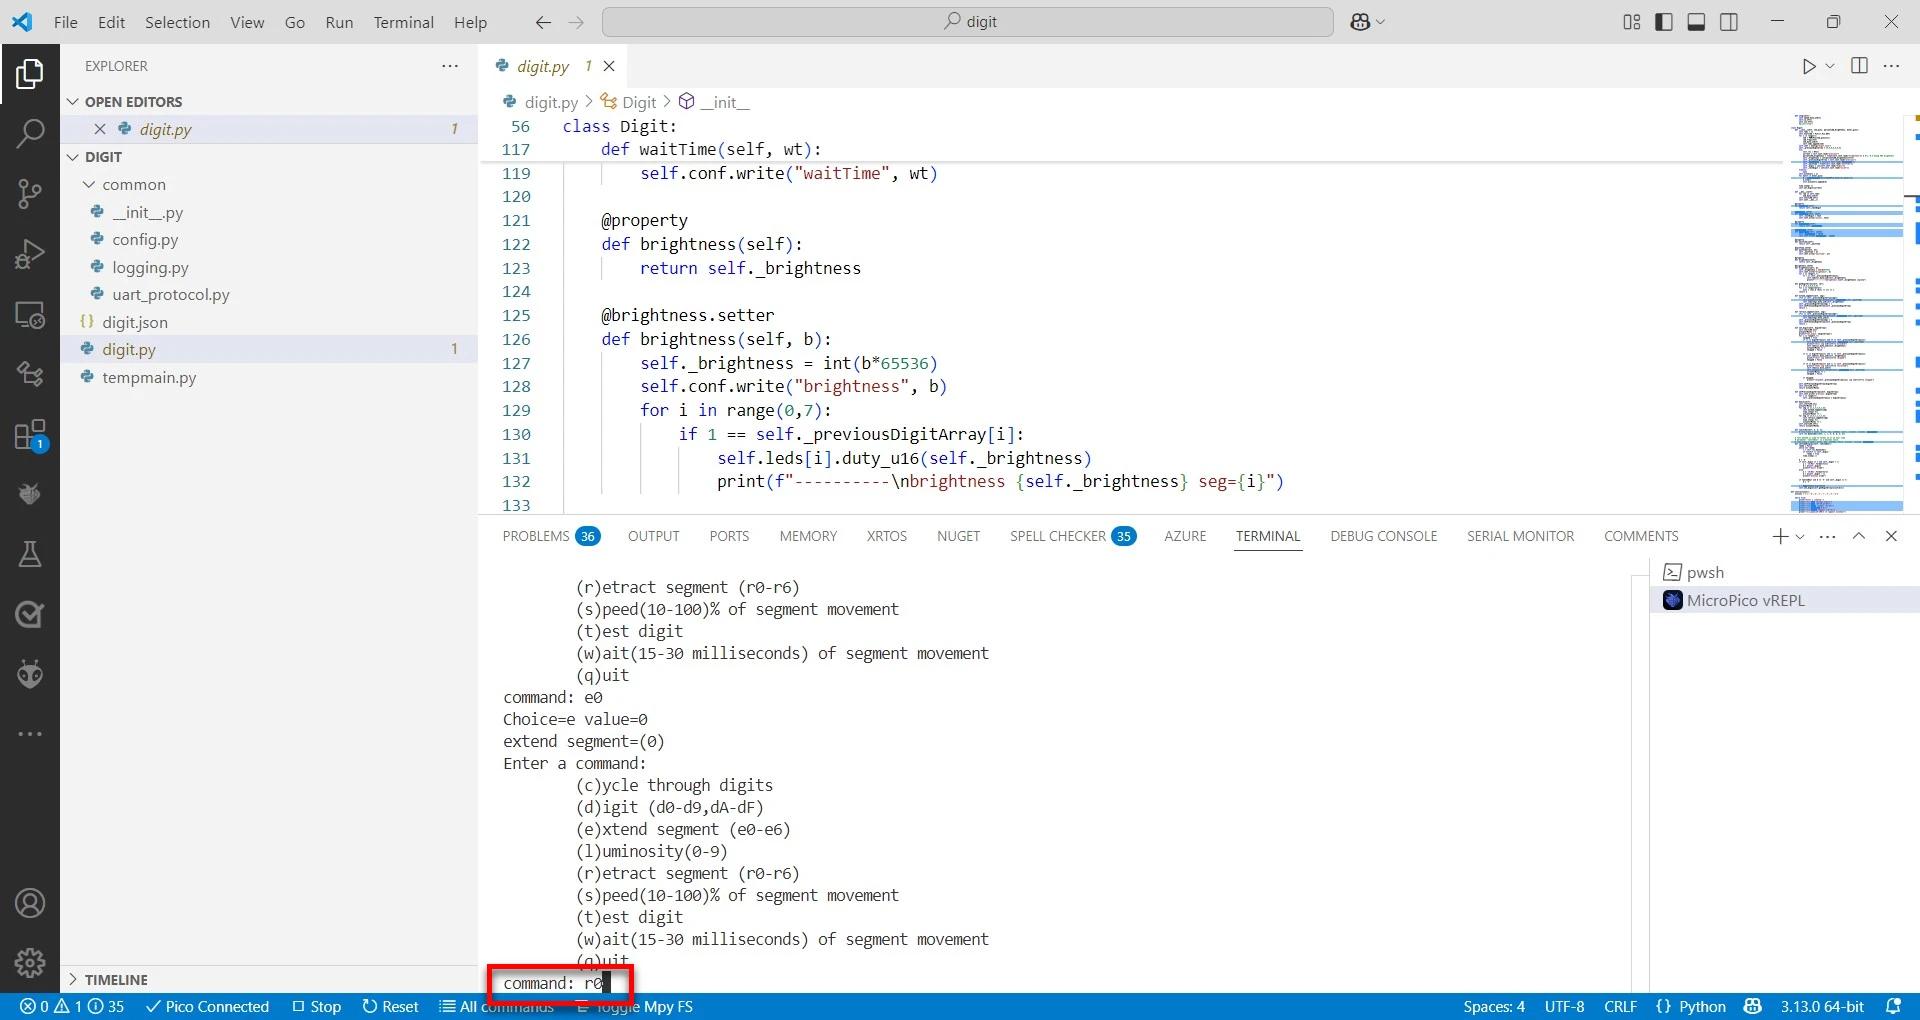 File Edit Selection View Go Run Terminal Help
digit
EXPLORER
OPEN EDITORS
digit.py 1
DIGIT
common
__init__.py
config.py
logging.py
uart_protocol.py
digit.json
digit.py 1
tempmain.py
TIMELINE
1
digit.py 1
digit.py > Digit > __init__
56 class Digit:
117 def waitTime(self, wt):
119 self.conf.write("waitTime", wt)
120
121 @property
122 def brightness(self):
123 return self._brightness
124
125 @brightness.setter
126 def brightness(self, b):
127 self._brightness = int(b*65536)
128 self.conf.write("brightness", b)
129 for i in range(0,7):
130 if 1 == self._previousDigitArray[i]:
131 self.leds[i].duty_u16(self._brightness)
132 print(f"----------\nbrightness {self._brightness} seg={i}")
133
PROBLEMS 36 OUTPUT PORTS MEMORY XRTOS NUGET SPELL CHECKER 35 AZURE TERMINAL DEBUG CONSOLE SERIAL MONITOR COMMENTS
(r)etract segment (r0-r6)
(s)peed(10-100)% of segment movement
(t)est digit
(w)ait(15-30 milliseconds) of segment movement
(q)uit
command: e0
Choice=e value=0
extend segment=(0)
Enter a command:
(c)ycle through digits
(d)igit (d0-d9,dA-dF)
(e)xtend segment (e0-e6)
(l)uminosity(0-9)
(r)etract segment (r0-r6)
(s)peed(10-100)% of segment movement
(t)est digit
(w)ait(15-30 milliseconds) of segment movement
(q)uit
command: r0
pwsh
MicroPico vREPL
0 1 35 Pico Connected Stop Reset All commands Toggle Mpy FS Spaces: 4 UTF-8 CRLF {} Python 3.13.0 64-bit